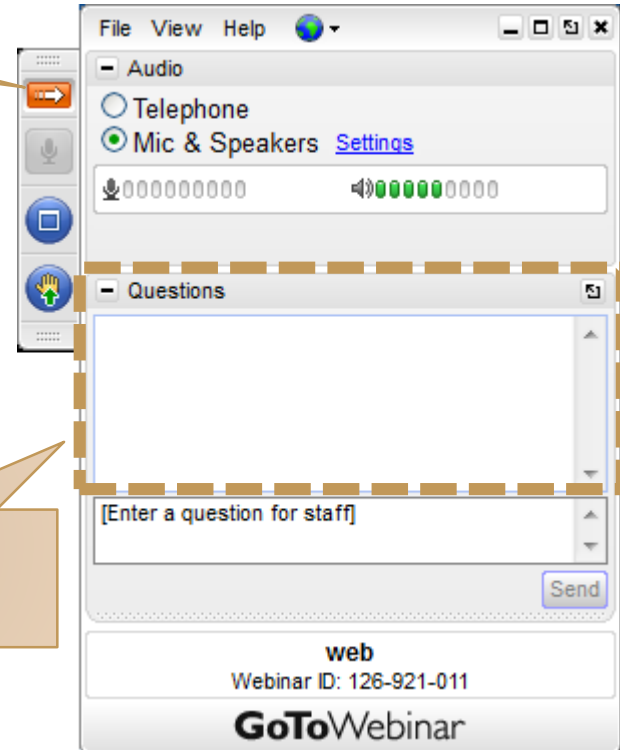 File View Help
Audio
Telephone
Mic & Speakers Settings
Questions
[Enter a question for staff]
Send
web
Webinar ID: 126-921-011
GoToWebinar